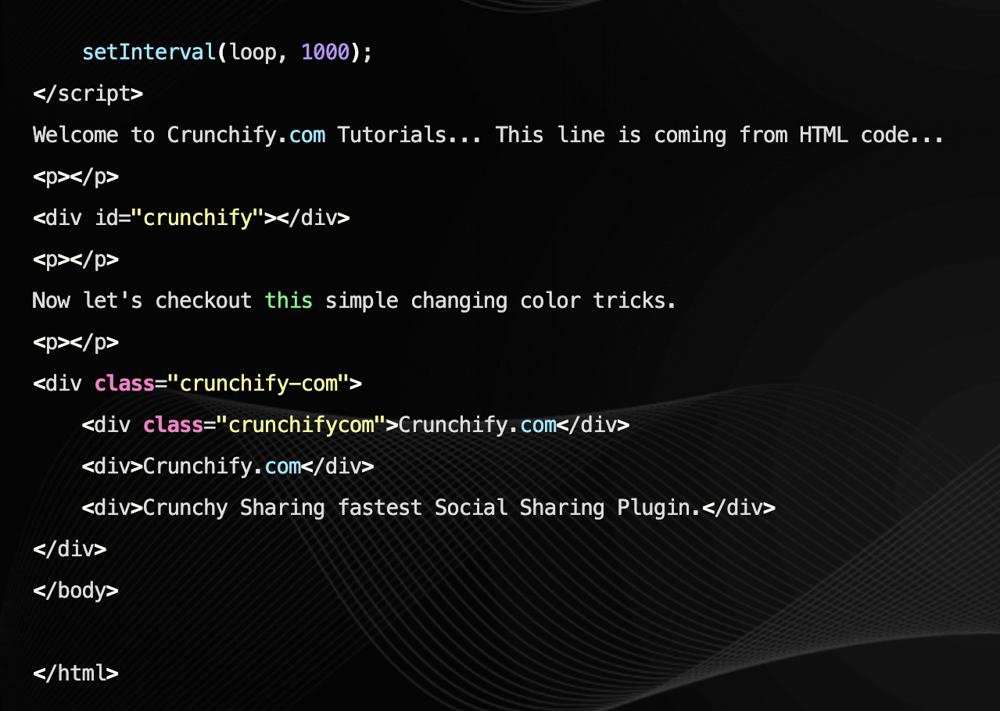 setInterval(loop, 1000);
</script>
Welcome to Crunchify.com Tutorials... This line is coming from HTML code...
<p></p>
<div id="crunchify"></div>
<p></p>
Now let's checkout this simple changing color tricks.
<p></p>
<div class="crunchify-com">
    <div class="crunchifycom">Crunchify.com</div>
    <div>Crunchify.com</div>
    <div>Crunchy Sharing fastest Social Sharing Plugin.</div>
</div>
</body>
</html>